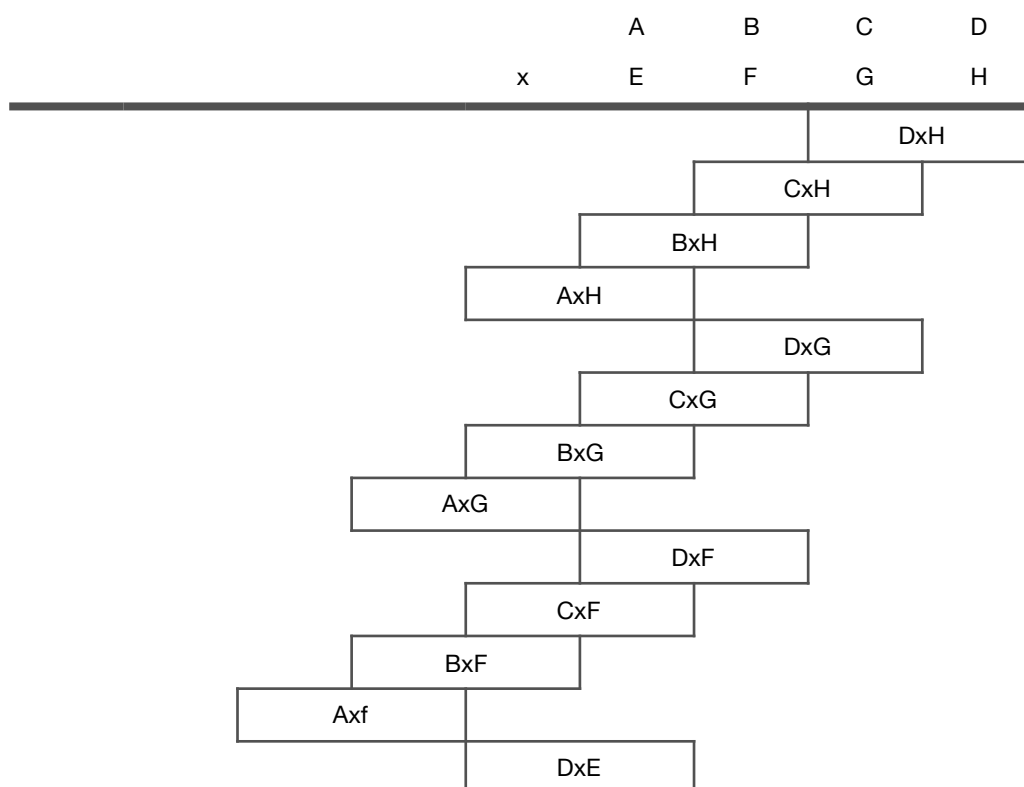 A B C D
x E F G H
DxH
CxH
BxH
AxH
DxG
CxG
BxG
AxG
DxF
CxF
BxF
Axf
DxE